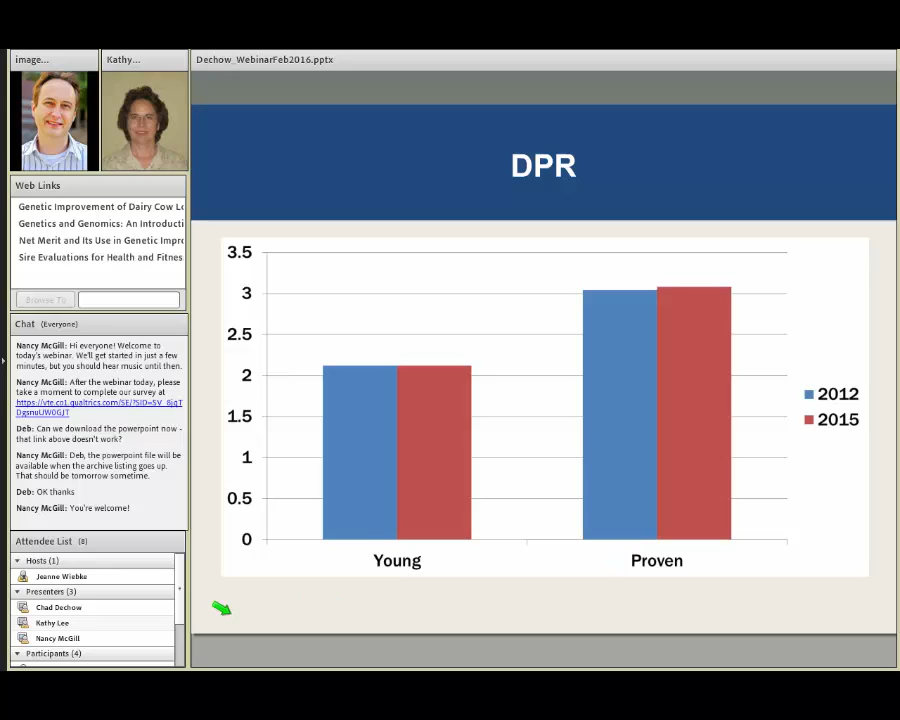 image...
Kathy...
Dechow_WebinarFeb2016.pptx
Web Links
Genetic Improvement of Dairy Cow Lo
Genetics and Genomics: An Introducti
Net Merit and Its Use in Genetic Impro
Sire Evaluations for Health and Fitnes
Browse To
Chat (Everyone)
Nancy McGill: Hi everyone! Welcome to
today's webinar. We'll get started in just a few
minutes, but you should hear music until then.
Nancy McGill: After the webinar today, please
take a moment to complete our survey at
Deb: Can we download the powerpoint now -
that link above doesn't work?
Nancy McGill: Deb, the powerpoint file will be
available when the archive listing goes up.
That should be tomorrow sometime.
Deb: OK thanks
Nancy McGill: You're welcome!
Attendee List (8)
Hosts (1)
Jeanne Wiebke
Presenters (3)
Chad Dechow
Kathy Lee
Nancy McGill
Participants (4)
DPR
3.5
3
2.5
2
1.5
1
0.5
0
Young
Proven
2012
2015